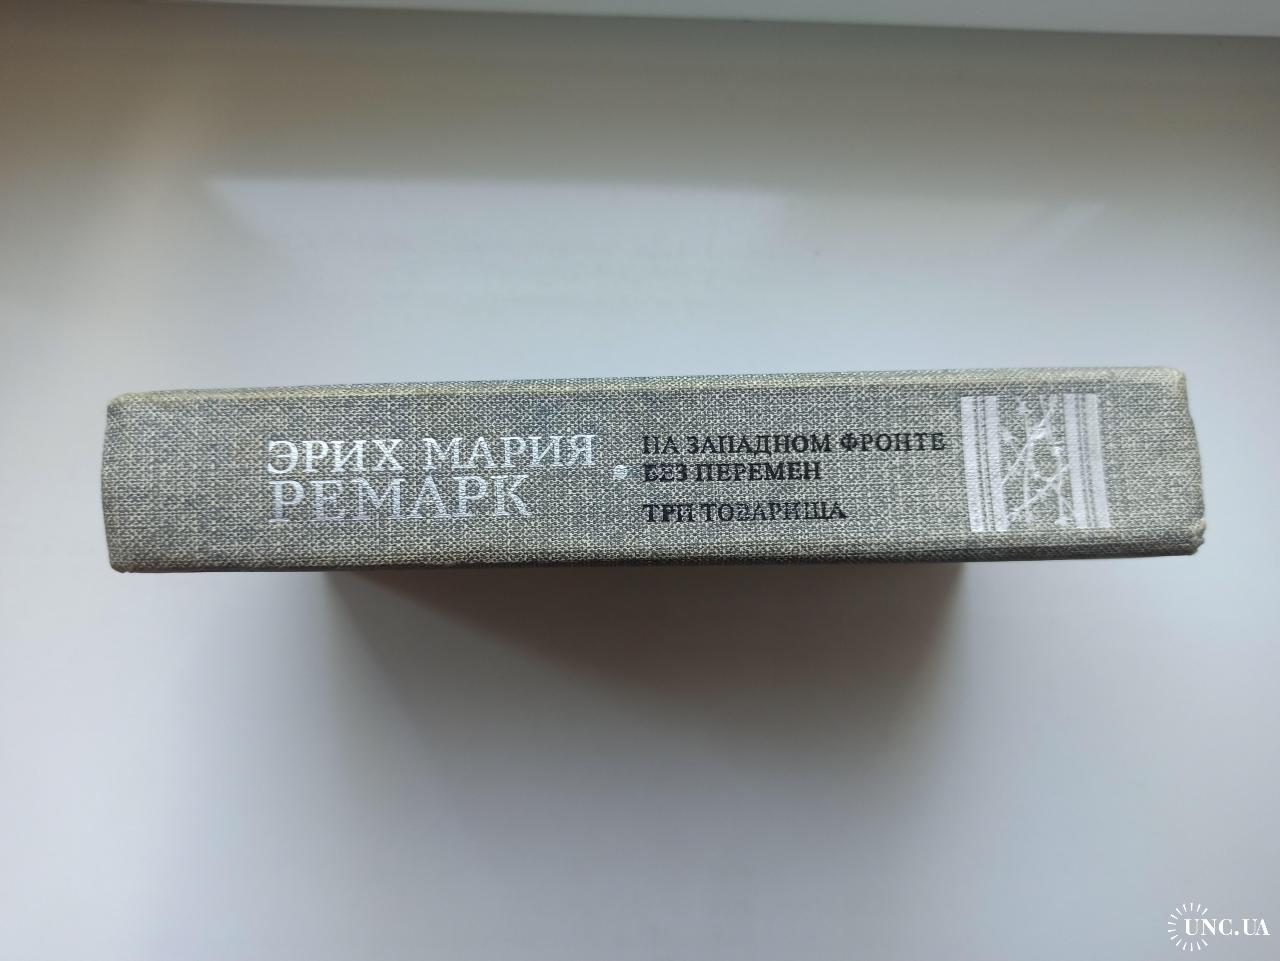 ЭРИХ МАРИЯ
РЕМАРК
НА ЗАПАДНОМ ФРОНТЕ
БЕЗ ПЕРЕМЕН
ТРИ ТОВАРИЩА
UNC.UA